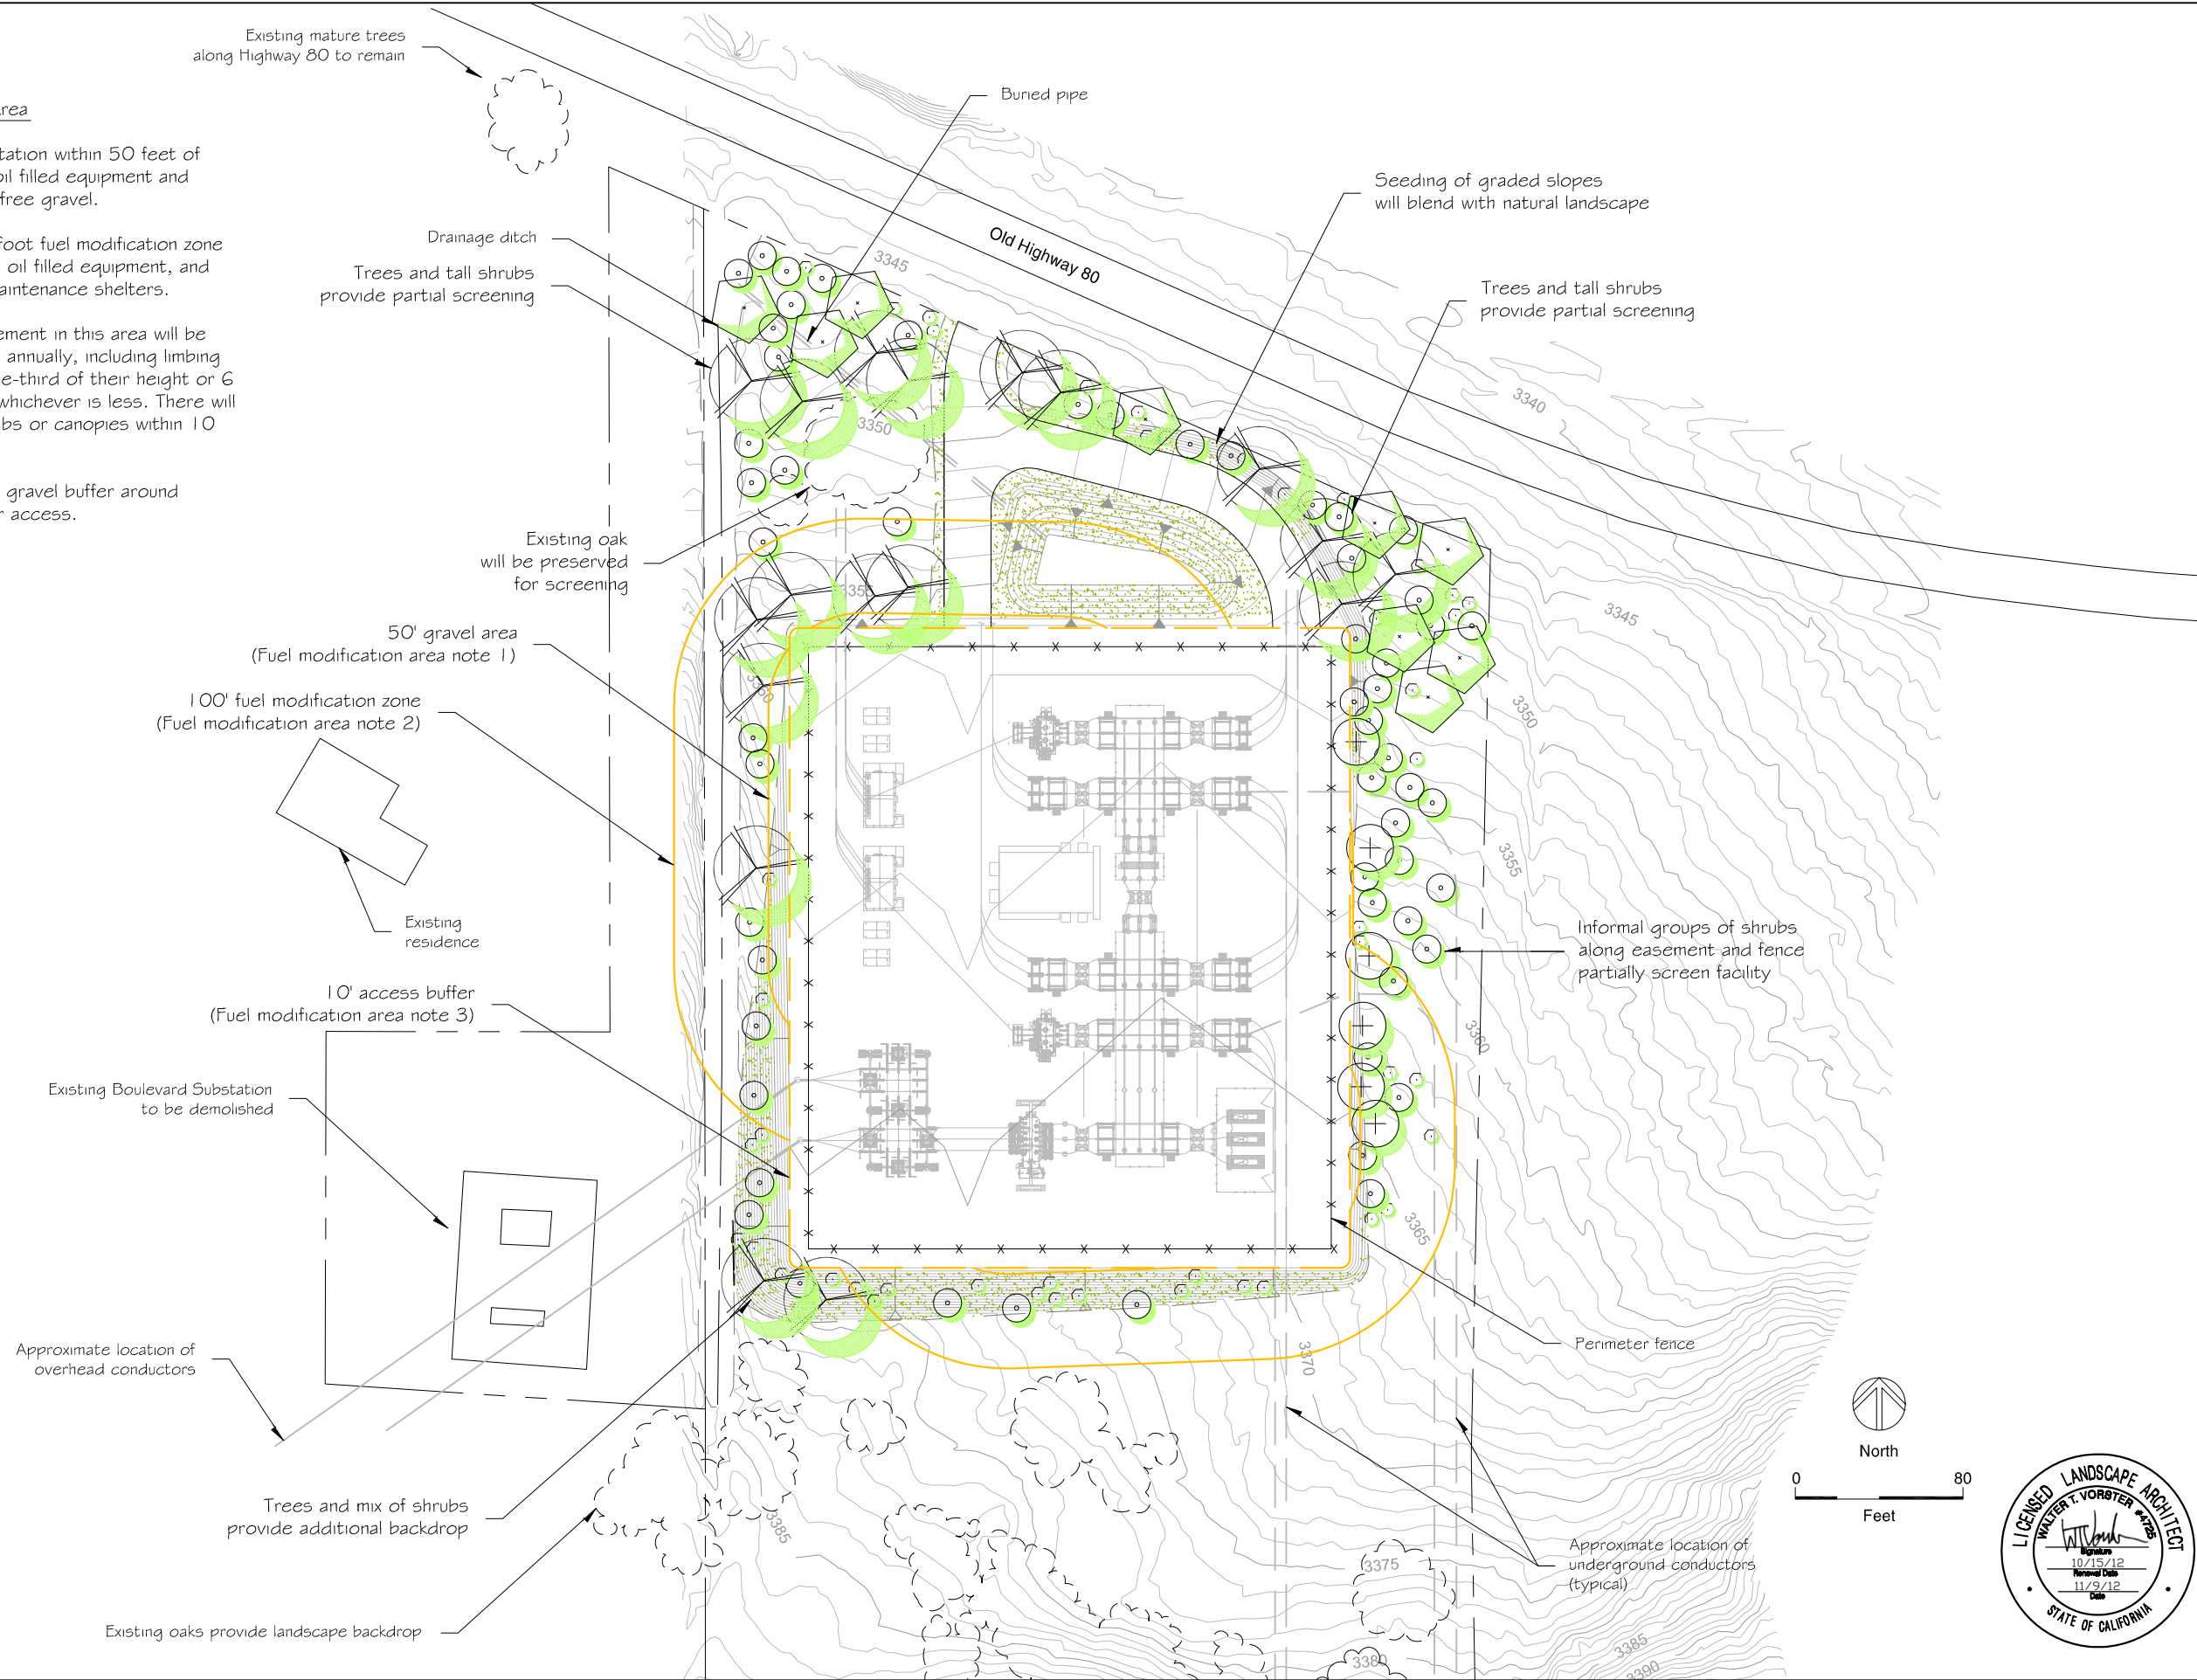 rea
tation within 50 feet of
oil filled equipment and
free gravel.
foot fuel modification zone
oil filled equipment, and
aintenance shelters.
ement in this area will be
annually, including limbing
e-third of their height or 6
whichever is less. There will
bs or canopies within 10
gravel buffer around
r access.
Existing mature trees
along Highway 80 to remain
Buried pipe
Seeding of graded slopes
will blend with natural landscape
Drainage ditch
Trees and tall shrubs
provide partial screening
Old Highway 80
Trees and tall shrubs
provide partial screening
3345
3340
3350
Existing oak
will be preserved
for screening
3355
3345
50' gravel area
(Fuel modification area note 1)
3360
100' fuel modification zone
(Fuel modification area note 2)
3350
3355
Existing
residence
Informal groups of shrubs
along easement and fence
partially screen facility
10' access buffer
(Fuel modification area note 3)
3360
Existing Boulevard Substation
to be demolished
3365
Approximate location of
overhead conductors
Perimeter fence
3370
North
0 80
Feet
Trees and mix of shrubs
provide additional backdrop
3385
3375
Approximate location of
underground conductors
(typical)
Existing oaks provide landscape backdrop
3380
3385
3390
LICENSED LANDSCAPE ARCHITECT
WALTER T. VORSTER #4725
Signature
10/15/12
Renewal Date
11/9/12
Date
STATE OF CALIFORNIA